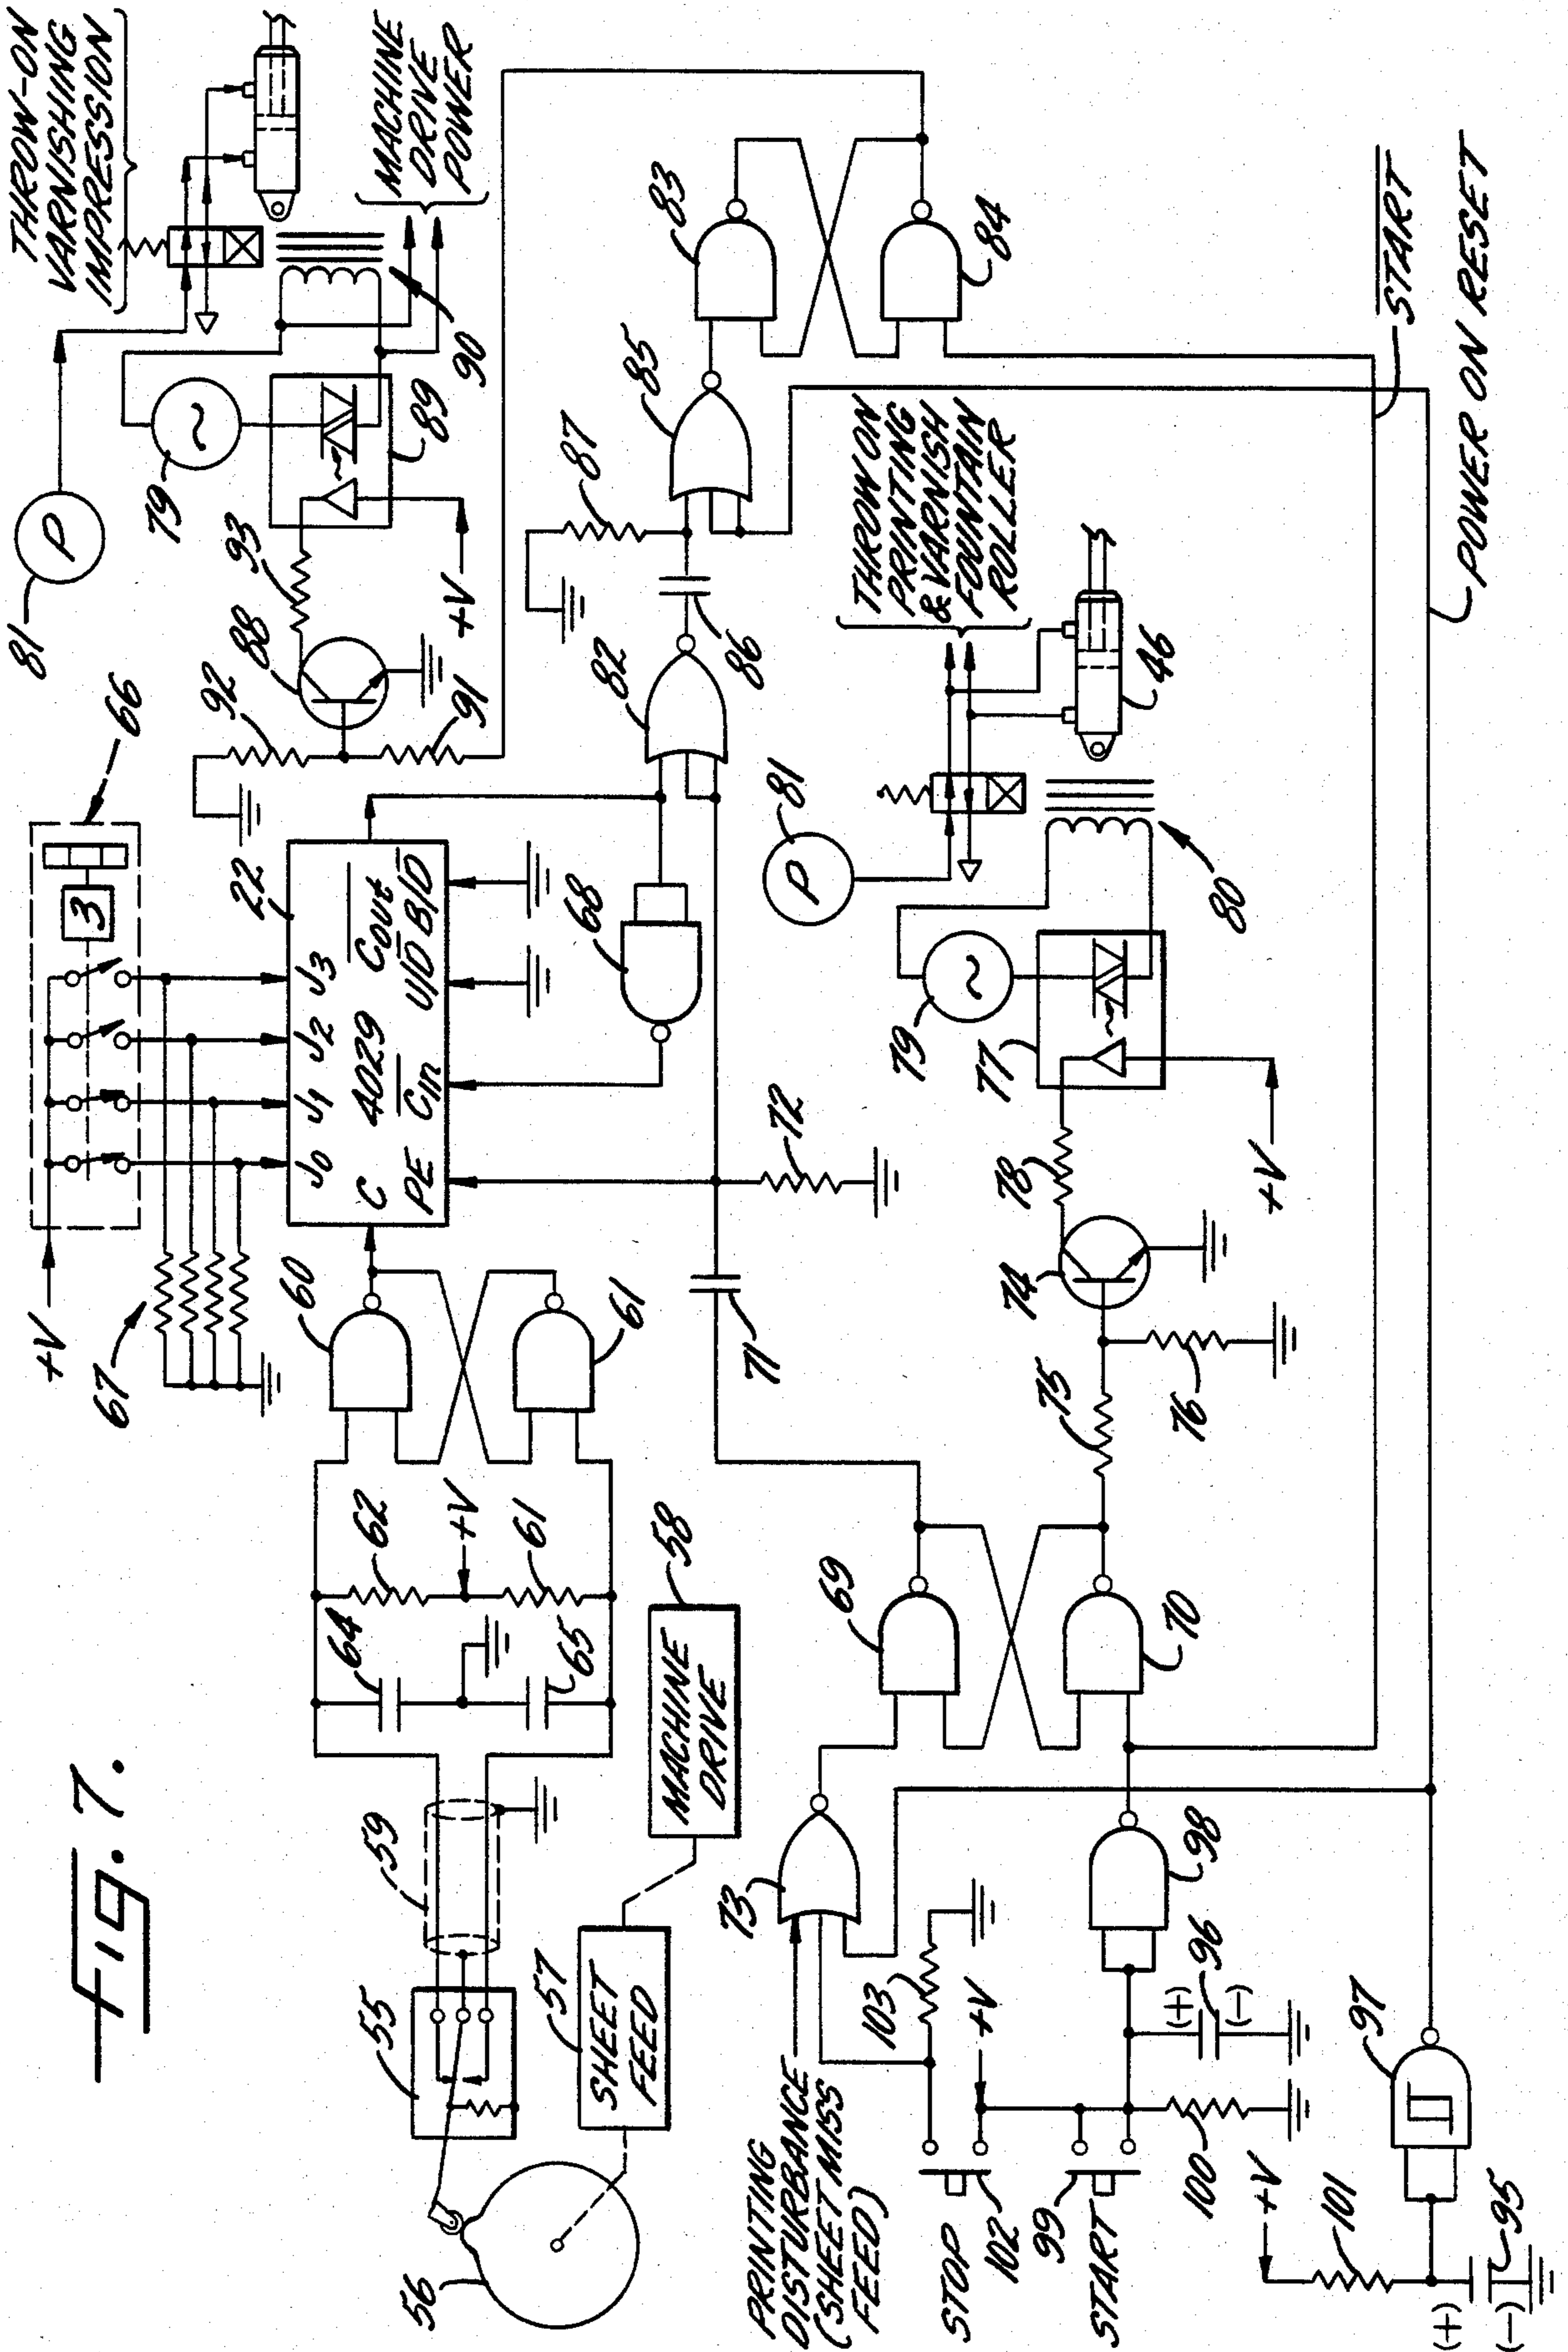 Fig. 7.
THROW-ON
VARNISHING
IMPRESSION
MACHINE
DRIVE
POWER
81
P
79
~
89
90
93
88
+V
92
91
66
3
+V
67
22
J0 J1 J2 J3
C 4029 Cout
PE Cin U/D B/D
60
61
62
+V
61
64
65
59
55
56
57
SHEET
FEED
58
MACHINE
DRIVE
68
82
86
87
85
83
84
71
72
69
70
73
PRINTING
DISTURBANCE
(SHEET MISS
FEED)
STOP
102
103
+V
99
START
100
98
96
(+)
(-)
+V
101
95
(+)
(-)
97
75
76
74
78
+V
77
79
~
80
81
P
46
THROW ON
PRINTING
& VARNISH
FOUNTAIN
ROLLER
START
POWER ON RESET